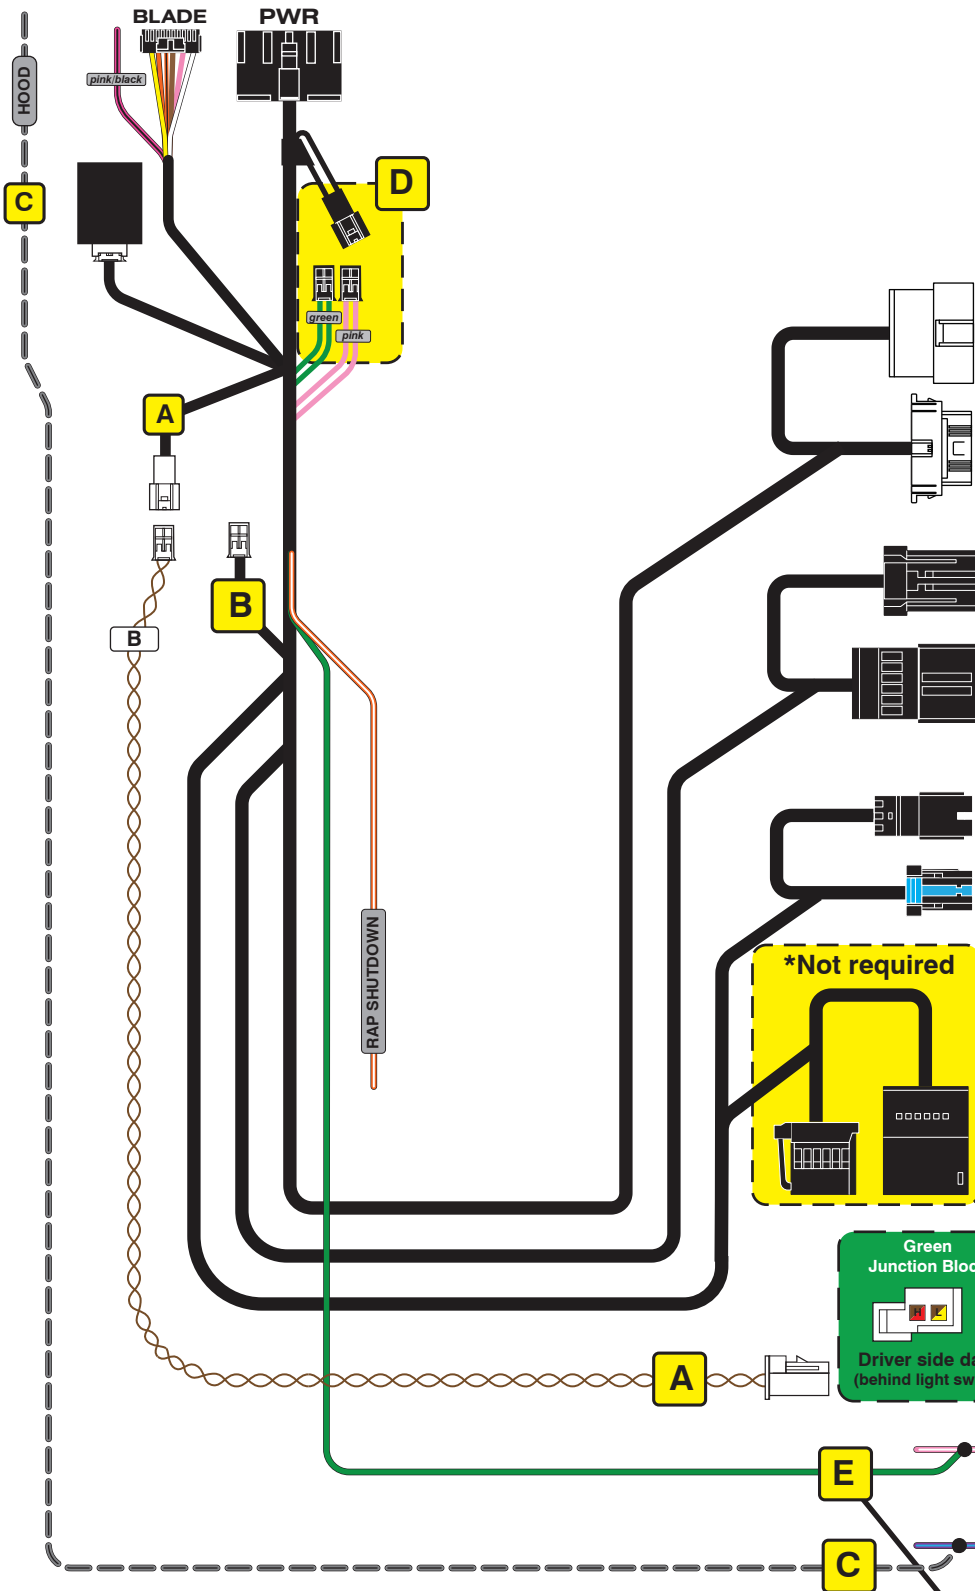 BLADE
PWR
HOOD
pink/black
C
D
green
pink
A
B
B
RAP SHUTDOWN
*Not required
Green
Junction Bloc
H L
Driver side da
(behind light sw
A
E
C